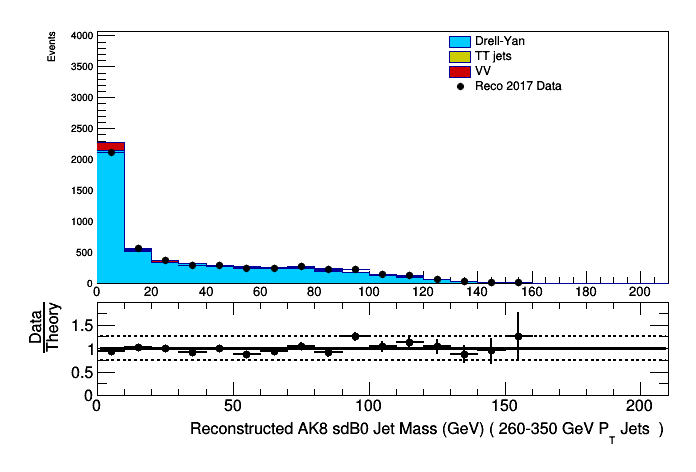 Events
4000
3500
3000
2500
2000
1500
1000
500
0
0 20 40 60 80 100 120 140 160 180 200
Drell-Yan
TT jets
VV
Reco 2017 Data
Data
Theory
1.5
1
0.5
0
0 50 100 150 200
Reconstructed AK8 sdB0 Jet Mass (GeV) ( 260-350 GeV P_T Jets )